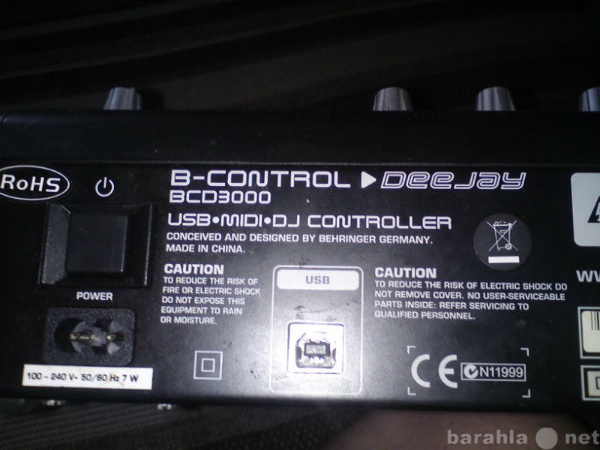 RoHS
B-CONTROL DEEJAY
BCD3000
USB•MIDI•DJ CONTROLLER
CONCEIVED AND DESIGNED BY BEHRINGER GERMANY.
MADE IN CHINA.
POWER
100 - 240 V~ 50/60 Hz 7 W
CAUTION
TO REDUCE THE RISK OF
FIRE OR ELECTRIC SHOCK
DO NOT EXPOSE THIS
EQUIPMENT TO RAIN
OR MOISTURE.
USB
CAUTION
TO REDUCE THE RISK OF ELECTRIC SHOCK DO
NOT REMOVE COVER. NO USER-SERVICEABLE
PARTS INSIDE: REFER SERVICING TO
QUALIFIED PERSONNEL.
CE N11999
barahla net